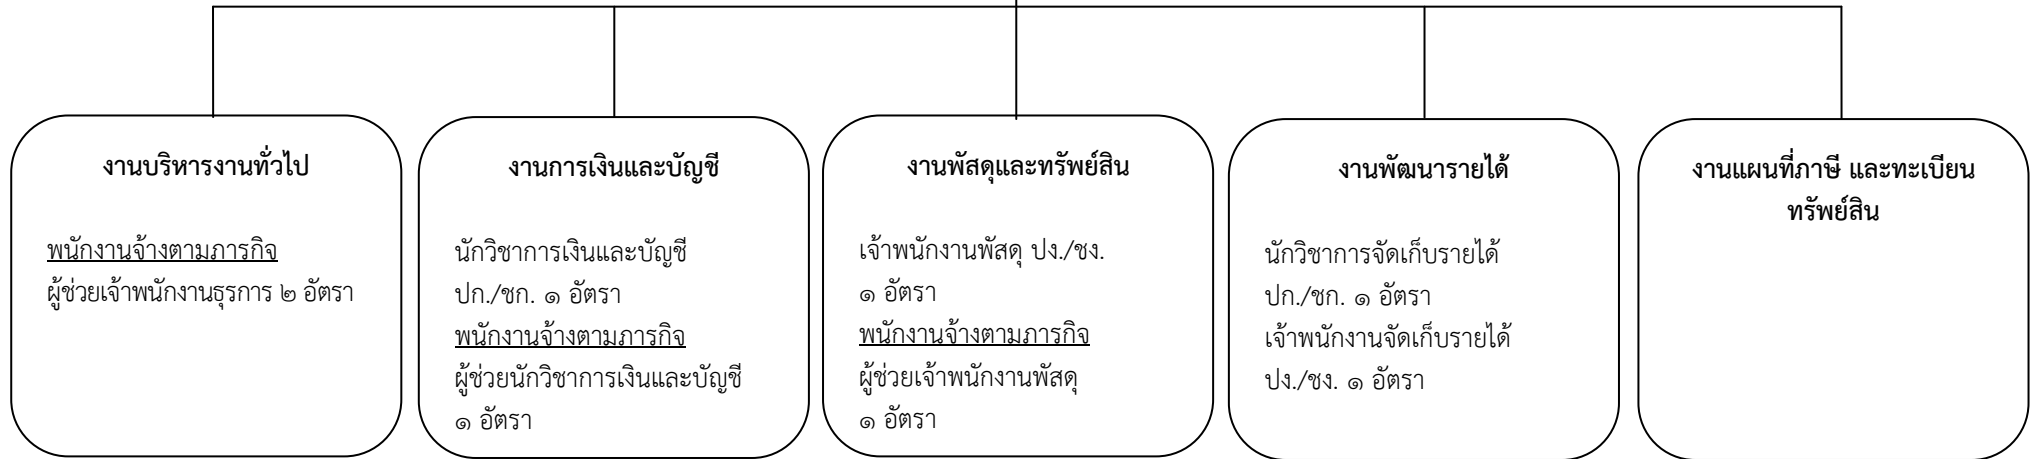 งานบริหารงานทั่วไป
พนักงานจ้างตามภารกิจ
ผู้ช่วยเจ้าพนักงานธุรการ ๒ อัตรา
งานการเงินและบัญชี
นักวิชาการเงินและบัญชี
ปก./ชก. ๑ อัตรา
พนักงานจ้างตามภารกิจ
ผู้ช่วยนักวิชาการเงินและบัญชี
๑ อัตรา
งานพัสดุและทรัพย์สิน
เจ้าพนักงานพัสดุ ปง./ชง.
๑ อัตรา
พนักงานจ้างตามภารกิจ
ผู้ช่วยเจ้าพนักงานพัสดุ
๑ อัตรา
งานพัฒนารายได้
นักวิชาการจัดเก็บรายได้
ปก./ชก. ๑ อัตรา
เจ้าพนักงานจัดเก็บรายได้
ปง./ชง. ๑ อัตรา
งานแผนที่ภาษี และทะเบียน
ทรัพย์สิน